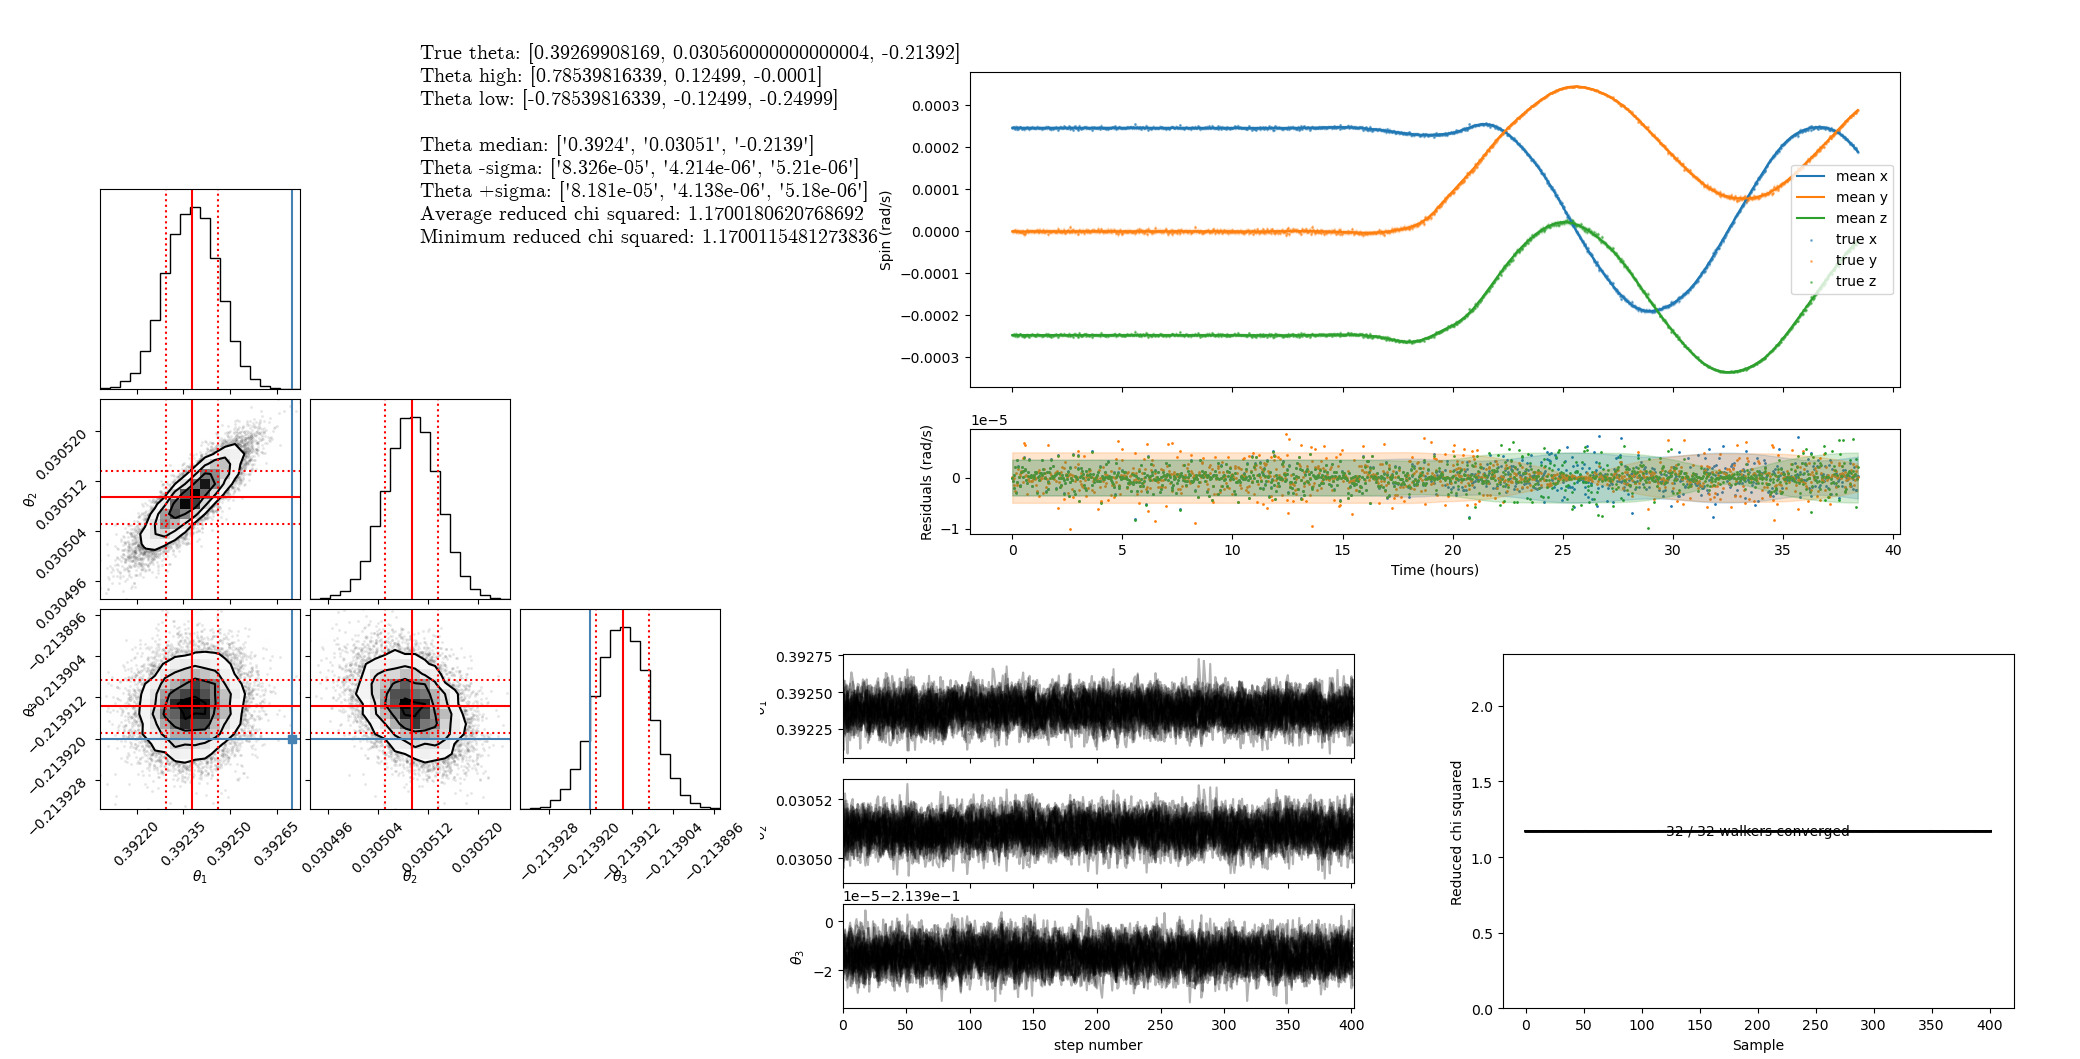 True theta: [0.39269908169, 0.030560000000000004, -0.21392]
Theta high: [0.78539816339, 0.12499, -0.0001]
Theta low: [-0.78539816339, -0.12499, -0.24999]
Theta median: ['0.3924', '0.03051', '-0.2139']
Theta -sigma: ['8.326e-05', '4.214e-06', '5.21e-06']
Theta +sigma: ['8.181e-05', '4.138e-06', '5.18e-06']
Average reduced chi squared: 1.1700180620768692
Minimum reduced chi squared: 1.1700115481273836
Spin (rad/s)
0.0003
0.0002
0.0001
0.0000
−0.0001
−0.0002
−0.0003
mean x
mean y
mean z
true x
true y
true z
1e−5
Residuals (rad/s)
0
−1
0 5 10 15 20 25 30 35 40
Time (hours)
θ2
0.030520
0.030512
0.030504
0.030496
θ3
−0.213896
−0.213904
−0.213912
−0.213920
−0.213928
0.39220 0.39235 0.39250 0.39265
θ1
0.030496 0.030504 0.030512 0.030520
θ2
−0.213928 −0.213920 −0.213912 −0.213904 −0.213896
θ3
0.39275
0.39250
0.39225
0.03052
0.03050
1e−5−2.139e−1
θ3
0
−2
0 50 100 150 200 250 300 350 400
step number
Reduced chi squared
2.0
1.5
1.0
0.5
0.0
32 / 32 walkers converged
0 50 100 150 200 250 300 350 400
Sample